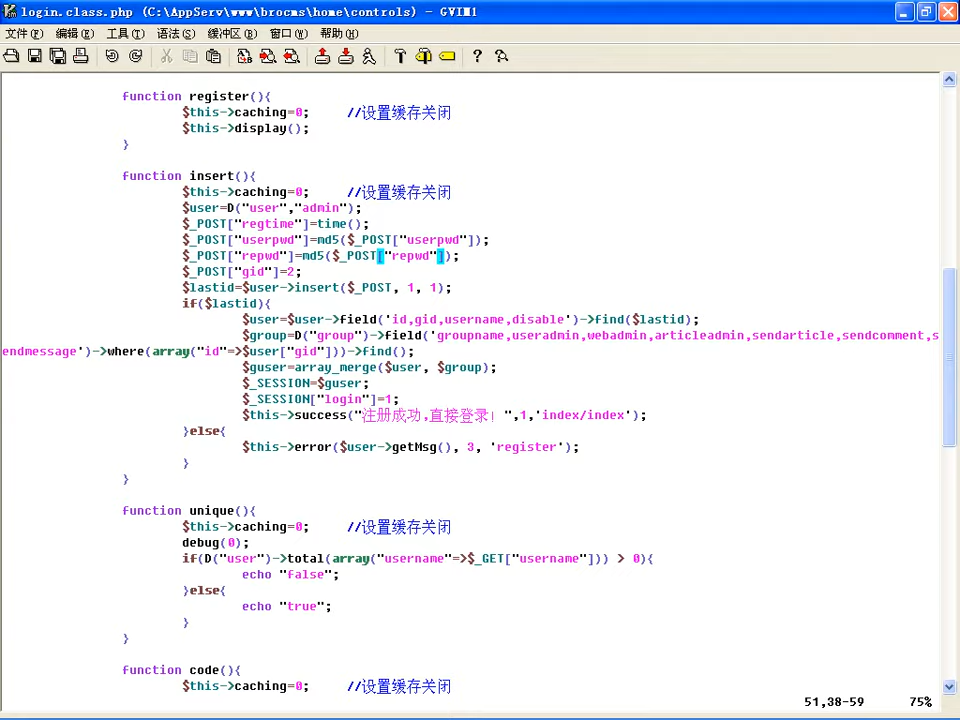 login.class.php (C:\AppServ\www\brocms\home\controls) - GVIM1
文件(F) 编辑(E) 工具(T) 语法(S) 缓冲区(B) 窗口(W) 帮助(H)
function register(){
$this->caching=0; //设置缓存关闭
$this->display();
}
function insert(){
$this->caching=0; //设置缓存关闭
$user=D("user","admin");
$_POST["regtime"]=time();
$_POST["userpwd"]=md5($_POST["userpwd"]);
$_POST["repwd"]=md5($_POST["repwd"]);
$_POST["gid"]=2;
$lastid=$user->insert($_POST, 1, 1);
if($lastid){
$user=$user->field('id,gid,username,disable')->find($lastid);
$group=D("group")->field('groupname,useradmin,webadmin,articleadmin,sendarticle,sendcomment,s
endmessage')->where(array("id"=>$user["gid"]))->find();
$guser=array_merge($user, $group);
$_SESSION=$guser;
$_SESSION["login"]=1;
$this->success("注册成功,直接登录！",1,'index/index');
}else{
$this->error($user->getMsg(), 3, 'register');
}
}
function unique(){
$this->caching=0; //设置缓存关闭
debug(0);
if(D("user")->total(array("username"=>$_GET["username"])) > 0){
echo "false";
}else{
echo "true";
}
}
function code(){
$this->caching=0; //设置缓存关闭
51,38-59 75%